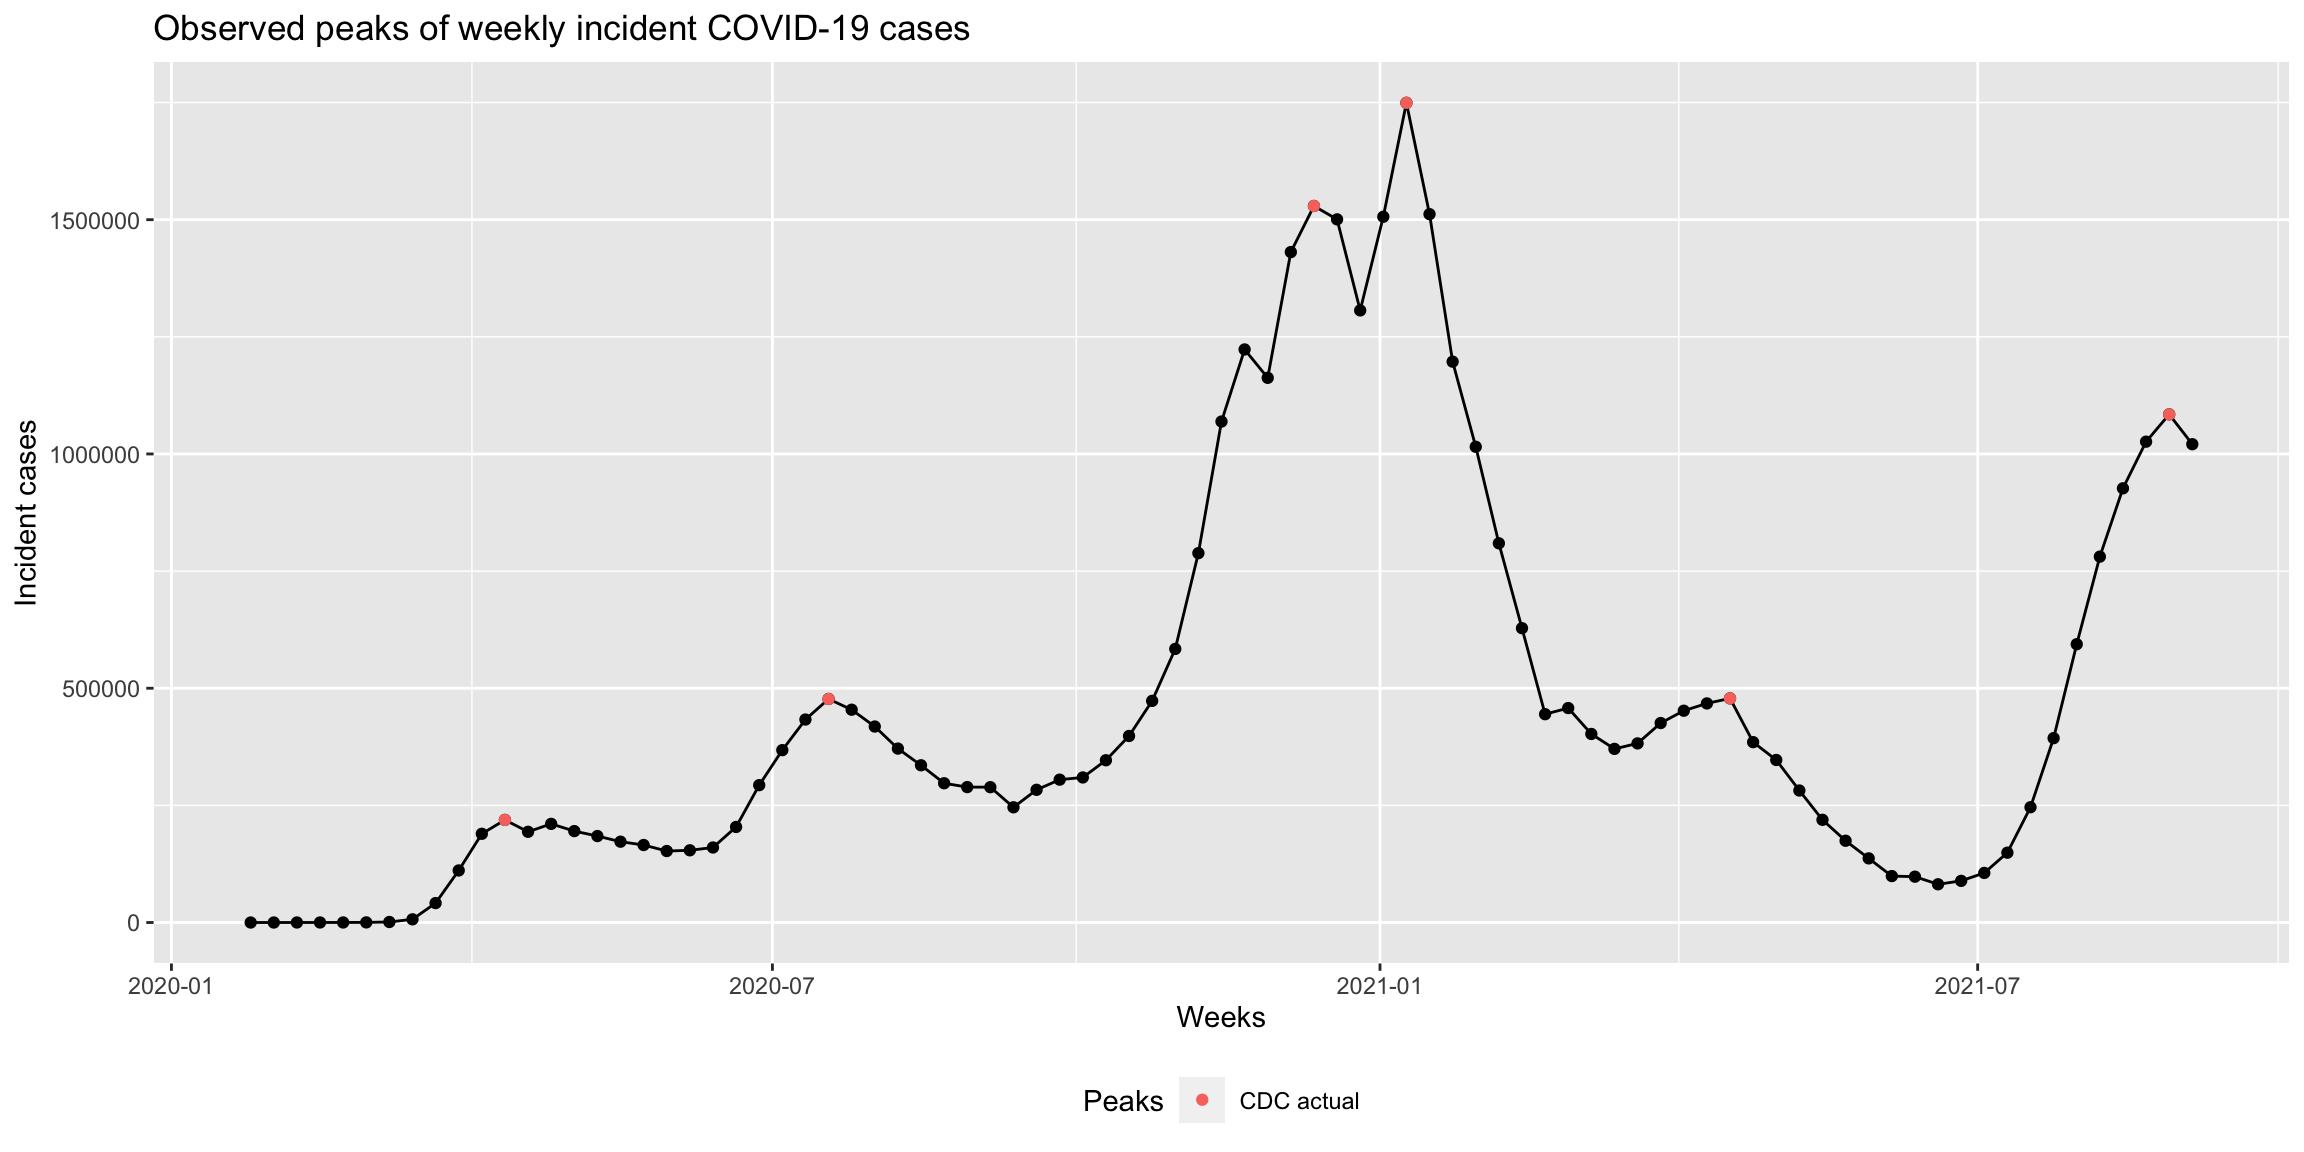 Observed peaks of weekly incident COVID-19 cases
Incident cases
1500000
1000000
500000
0
2020-01 2020-07 2021-01 2021-07
Weeks
Peaks CDC actual